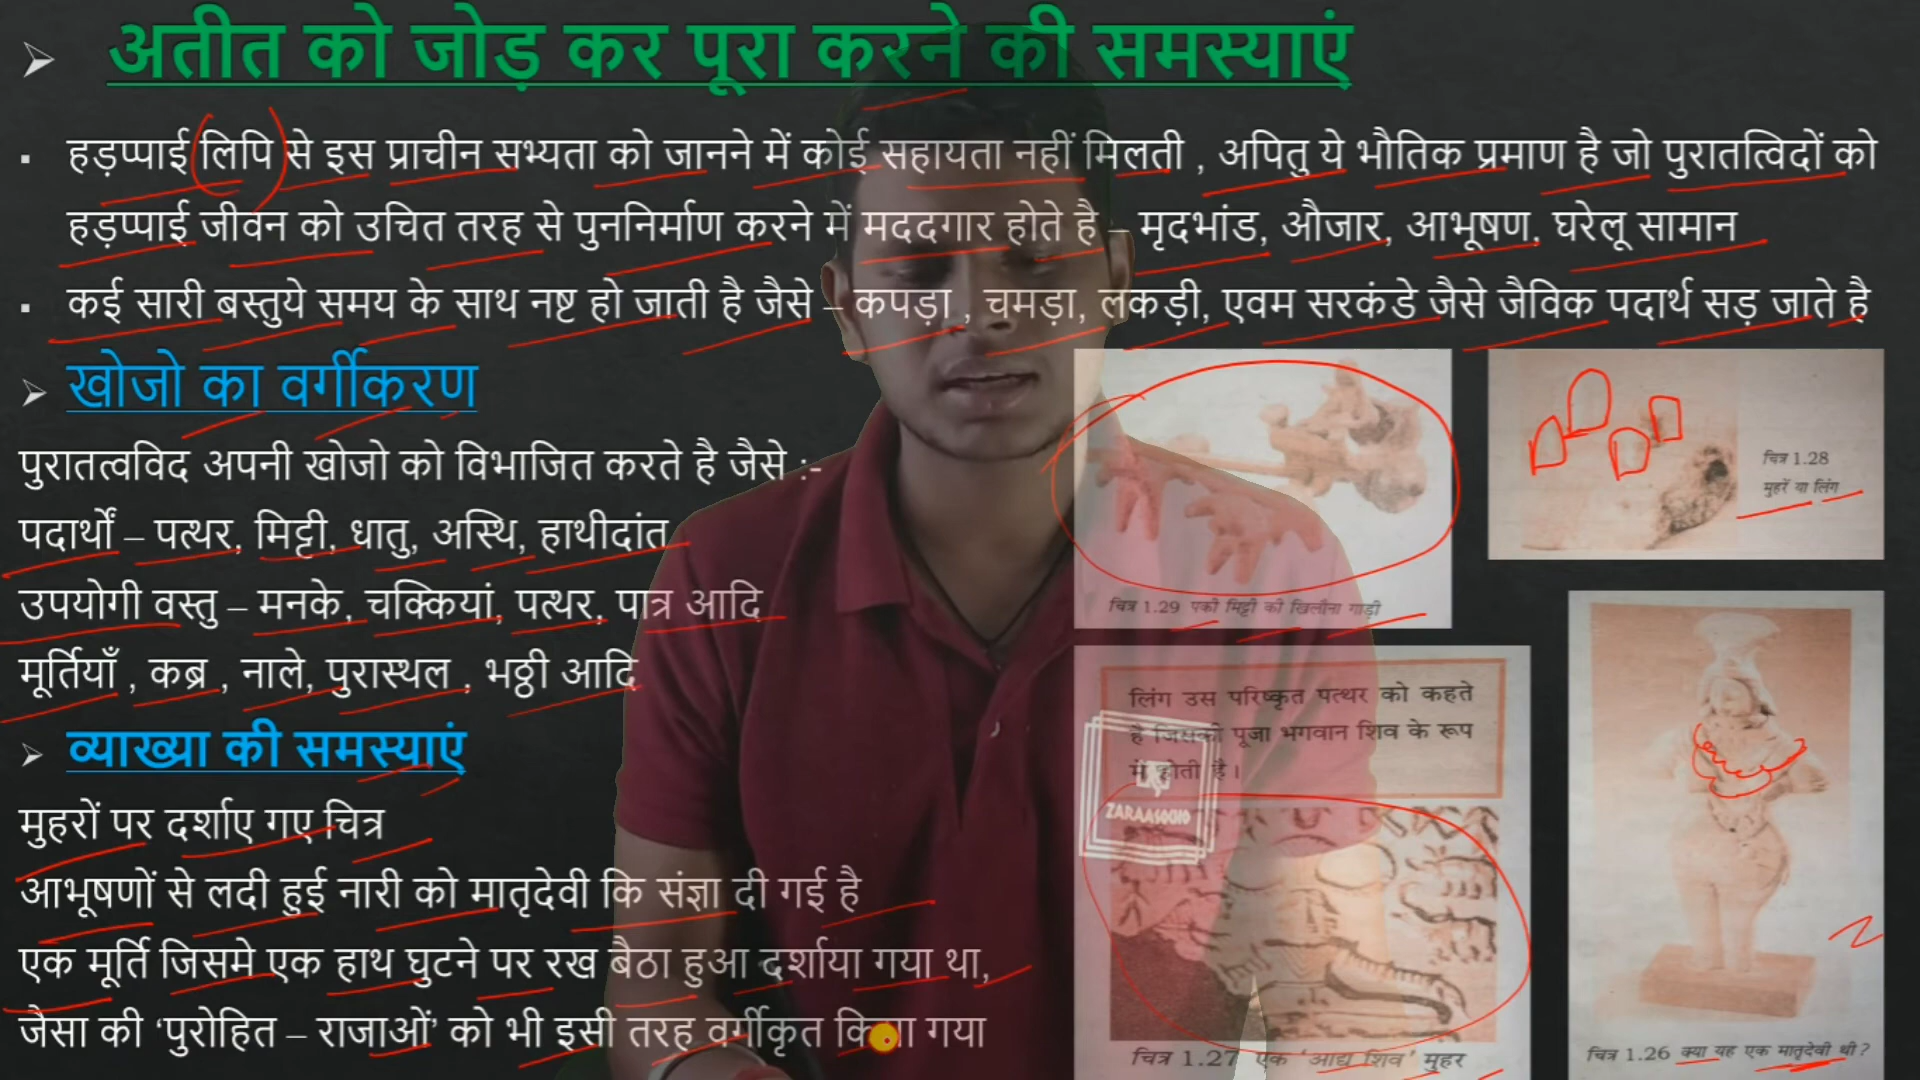 अतीत को जोड़ कर पूरा करने की समस्याएं
हड़प्पाई लिपि से इस प्राचीन सभ्यता को जानने में कोई सहायता नहीं मिलती , अपितु ये भौतिक प्रमाण है जो पुरातत्विदों को
हड़प्पाई जीवन को उचित तरह से पुननिर्माण करने में मददगार होते है – मृदभांड, औजार, आभूषण, घरेलू सामान
कई सारी बस्तुये समय के साथ नष्ट हो जाती है जैसे – कपड़ा , चमड़ा, लकड़ी, एवम सरकंडे जैसे जैविक पदार्थ सड़ जाते है
खोजो का वर्गीकरण
पुरातत्वविद अपनी खोजो को विभाजित करते है जैसे :-
पदार्थों – पत्थर, मिट्टी, धातु, अस्थि, हाथीदांत
उपयोगी वस्तु – मनके, चक्कियां, पत्थर, पात्र आदि
मूर्तियाँ , कब्र , नाले, पुरास्थल , भठ्ठी आदि
व्याख्या की समस्याएं
मुहरों पर दर्शाए गए चित्र
आभूषणों से लदी हुई नारी को मातृदेवी कि संज्ञा दी गई है
एक मूर्ति जिसमे एक हाथ घुटने पर रख बैठा हुआ दर्शाया गया था,
जैसा की ‘पुरोहित – राजाओं’ को भी इसी तरह वर्गीकृत किया गया
चित्र 1.29 पकी मिट्टी की खिलौना गाड़ी
चित्र 1.28
मुहरें या लिंग
लिंग उस परिष्कृत पत्थर को कहते
है जिसकी पूजा भगवान शिव के रूप
में होती है।
ZARAASOCIO
चित्र 1.27 एक ‘आद्य शिव’ मुहर
चित्र 1.26 क्या यह एक मातृदेवी थी?